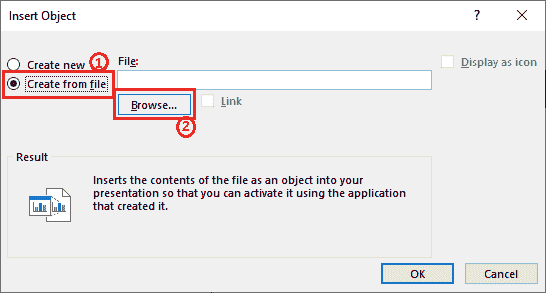 Insert Object
?
Create new
1
File:
Display as icon
Create from file
Browse...
Link
2
Result
Inserts the contents of the file as an object into your
presentation so that you can activate it using the application
that created it.
OK
Cancel